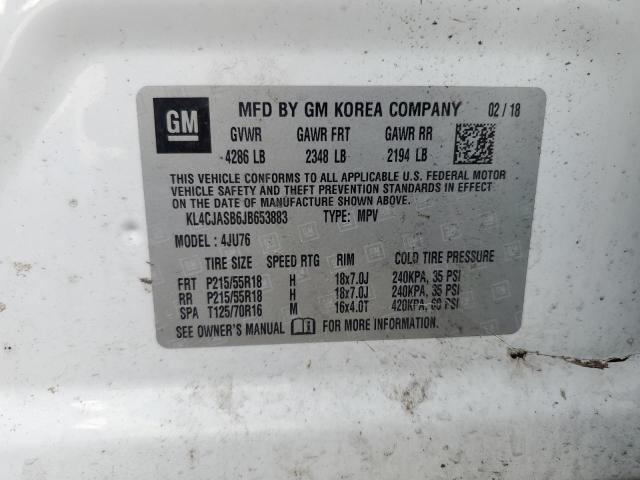 GM
MFD BY GM KOREA COMPANY 02 / 18
GVWR GAWR FRT GAWR RR
4286 LB 2348 LB 2194 LB
THIS VEHICLE CONFORMS TO ALL APPLICABLE U.S. FEDERAL MOTOR
VEHICLE SAFETY AND THEFT PREVENTION STANDARDS IN EFFECT
ON THE DATE OF MANUFACTURE SHOWN ABOVE.
KL4CJASB6JB653883 TYPE: MPV
MODEL : 4JU76
TIRE SIZE SPEED RTG RIM COLD TIRE PRESSURE
FRT P215/55R18 H 18x7.0J 240KPA, 35 PSI
RR P215/55R18 H 18x7.0J 240KPA, 35 PSI
SPA T125/70R16 M 16x4.0T 420KPA, 60 PSI
SEE OWNER'S MANUAL FOR MORE INFORMATION.